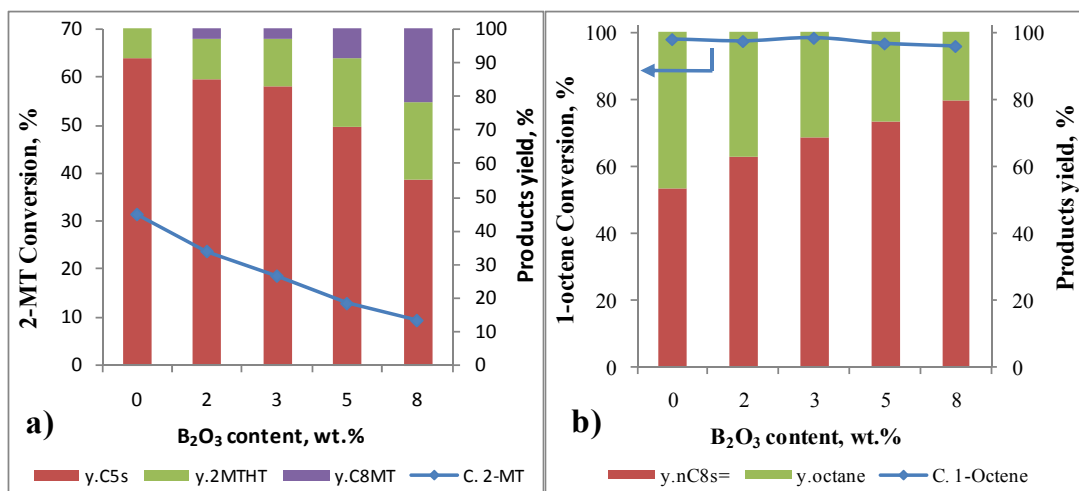 2-MT Conversion, %
70
60
50
40
30
20
10
0
100
90
80
70
60
50
40
30
20
10
0
Products yield, %
0 2 3 5 8
a)
B₂O₃ content, wt.%
y.C5s y.2MTHT y.C8MT C. 2-MT
1-octene Conversion, %
100
80
60
40
20
0
100
80
60
40
20
0
Products yield, %
0 2 3 5 8
b)
B₂O₃ content, wt.%
y.nC8s= y.octane C. 1-Octene